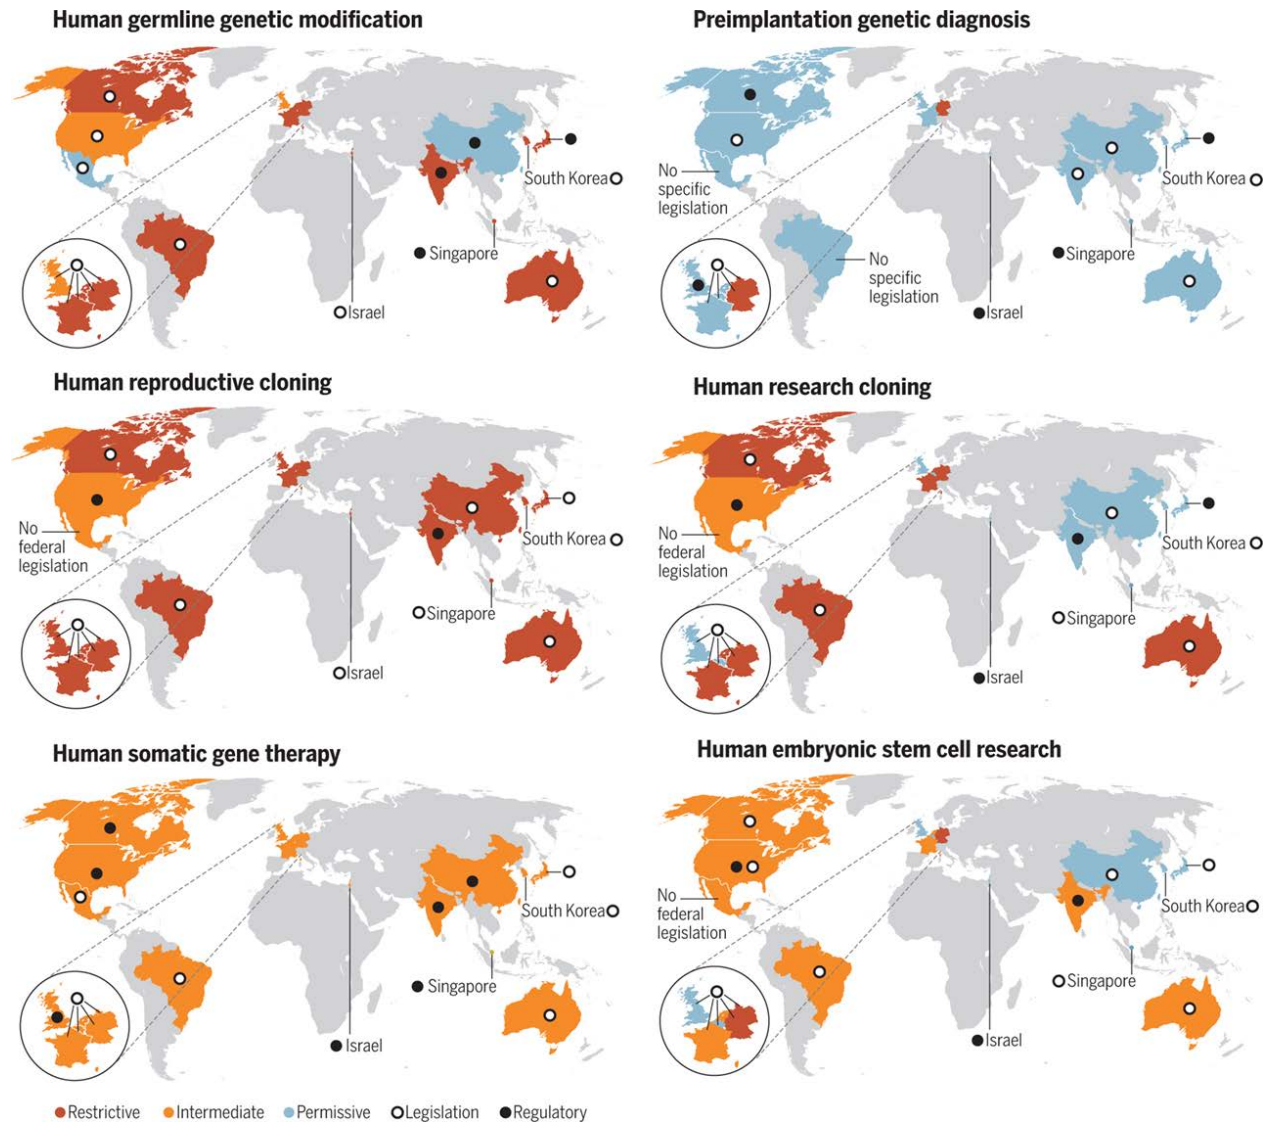 Human germline genetic modification
South Korea
Singapore
Israel
Preimplantation genetic diagnosis
No
specific
legislation
South Korea
Singapore
No
specific
legislation
Israel
Human reproductive cloning
No
federal
legislation
South Korea
Singapore
Israel
Human research cloning
No
federal
legislation
South Korea
Singapore
Israel
Human somatic gene therapy
South Korea
Singapore
Israel
Human embryonic stem cell research
No
federal
legislation
South Korea
Singapore
Israel
Restrictive Intermediate Permissive Legislation Regulatory